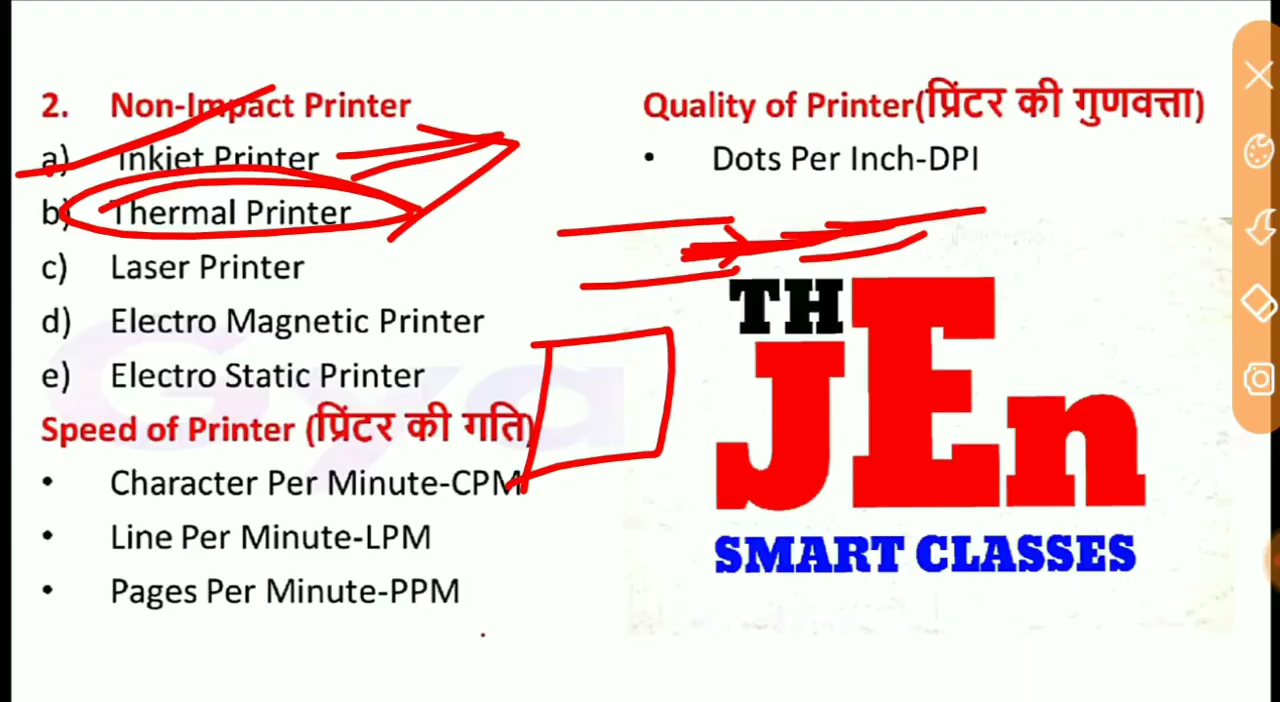 2. Non-Impact Printer
a) Inkjet Printer
b) Thermal Printer
c) Laser Printer
d) Electro Magnetic Printer
e) Electro Static Printer
Speed of Printer (प्रिंटर की गति)
• Character Per Minute-CPM
• Line Per Minute-LPM
• Pages Per Minute-PPM
Quality of Printer(प्रिंटर की गुणवत्ता)
• Dots Per Inch-DPI
TH
JEn
SMART CLASSES
Gya